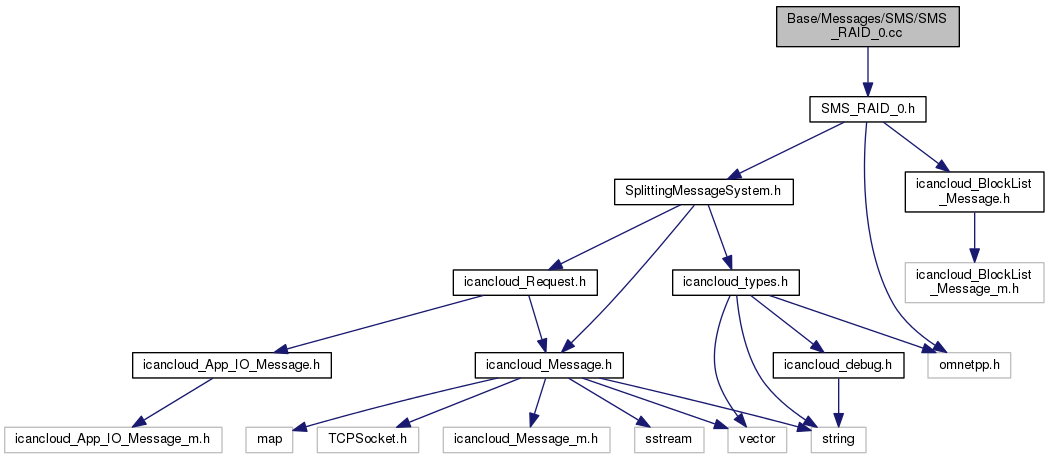 Base/Messages/SMS/SMS
_RAID_0.cc
SMS_RAID_0.h
SplittingMessageSystem.h
icancloud_BlockList
_Message.h
icancloud_Request.h
icancloud_types.h
icancloud_BlockList
_Message_m.h
icancloud_App_IO_Message.h
icancloud_Message.h
icancloud_debug.h
omnetpp.h
icancloud_App_IO_Message_m.h
map
TCPSocket.h
icancloud_Message_m.h
sstream
vector
string